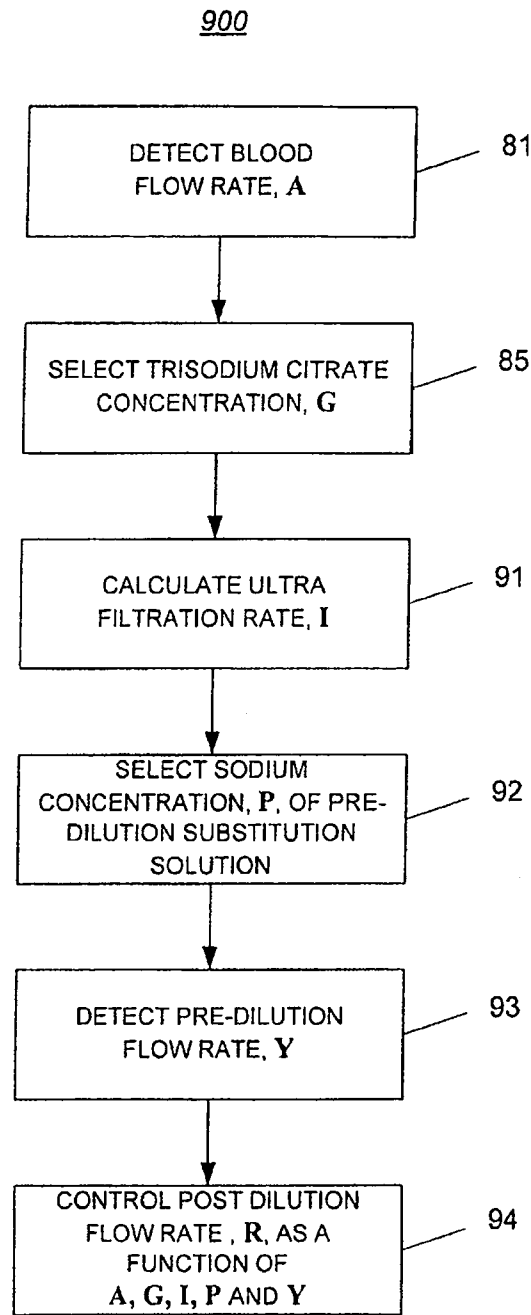 900
DETECT BLOOD
FLOW RATE, A
81
SELECT TRISODIUM CITRATE
CONCENTRATION, G
85
CALCULATE ULTRA
FILTRATION RATE, I
91
SELECT SODIUM
CONCENTRATION, P, OF PRE-
DILUTION SUBSTITUTION
SOLUTION
92
DETECT PRE-DILUTION
FLOW RATE, Y
93
CONTROL POST DILUTION
FLOW RATE , R, AS A
FUNCTION OF
A, G, I, P AND Y
94